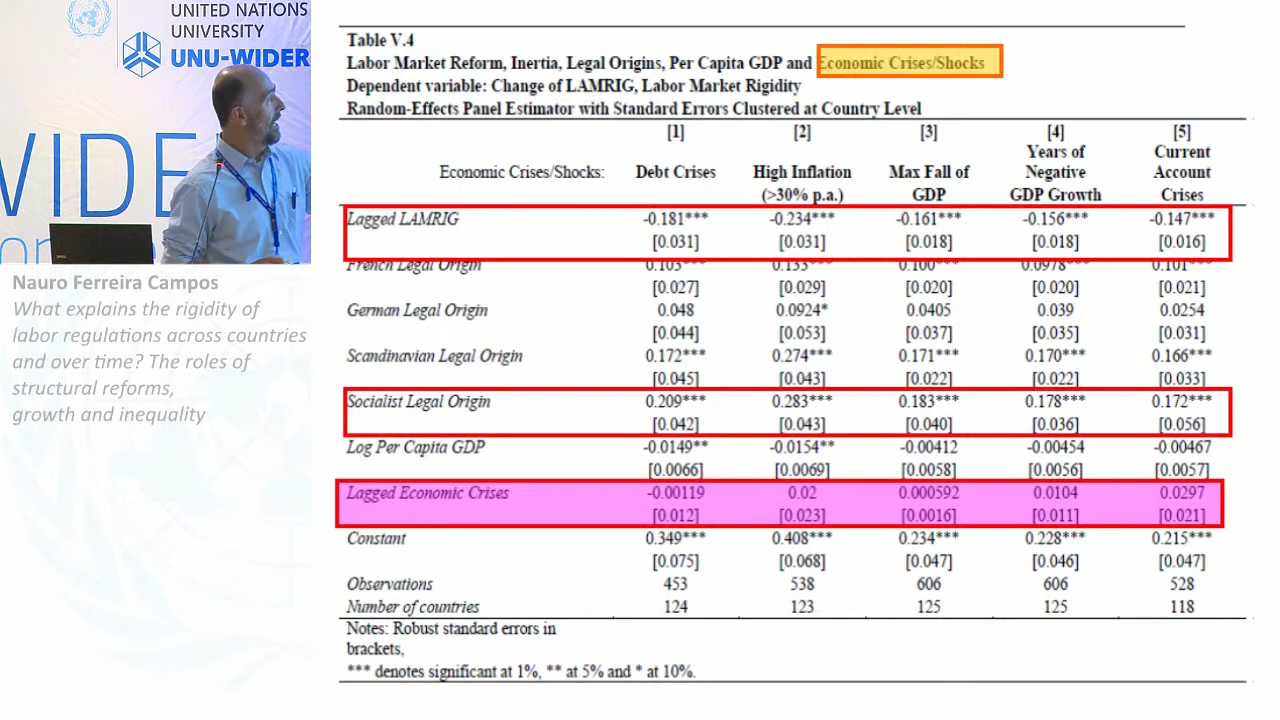 UNITED NATIONS
UNIVERSITY
UNU-WIDER
WIDE
Nauro Ferreira Campos
What explains the rigidity of
labor regulations across countries
and over time? The roles of
structural reforms,
growth and inequality
Table V.4
Labor Market Reform, Inertia, Legal Origins, Per Capita GDP and Economic Crises/Shocks
Dependent variable: Change of LAMRIG, Labor Market Rigidity
Random-Effects Panel Estimator with Standard Errors Clustered at Country Level
[1] [2] [3] [4] [5]
Economic Crises/Shocks: Debt Crises High Inflation (>30% p.a.) Max Fall of GDP Years of Negative GDP Growth Current Account Crises
Lagged LAMRIG -0.181*** -0.234*** -0.161*** -0.156*** -0.147***
[0.031] [0.031] [0.018] [0.018] [0.016]
French Legal Origin 0.103*** 0.133*** 0.100*** 0.0978*** 0.101***
[0.027] [0.029] [0.020] [0.020] [0.021]
German Legal Origin 0.048 0.0924* 0.0405 0.039 0.0254
[0.044] [0.053] [0.037] [0.035] [0.031]
Scandinavian Legal Origin 0.172*** 0.274*** 0.171*** 0.170*** 0.166***
[0.045] [0.043] [0.022] [0.022] [0.033]
Socialist Legal Origin 0.209*** 0.283*** 0.183*** 0.178*** 0.172***
[0.042] [0.043] [0.040] [0.036] [0.056]
Log Per Capita GDP -0.0149** -0.0154** -0.00412 -0.00454 -0.00467
[0.0066] [0.0069] [0.0058] [0.0056] [0.0057]
Lagged Economic Crises -0.00119 0.02 0.000592 0.0104 0.0297
[0.012] [0.023] [0.0016] [0.011] [0.021]
Constant 0.349*** 0.408*** 0.234*** 0.228*** 0.215***
[0.075] [0.068] [0.047] [0.046] [0.047]
Observations 453 538 606 606 528
Number of countries 124 123 125 125 118
Notes: Robust standard errors in
brackets,
*** denotes significant at 1%, ** at 5% and * at 10%.